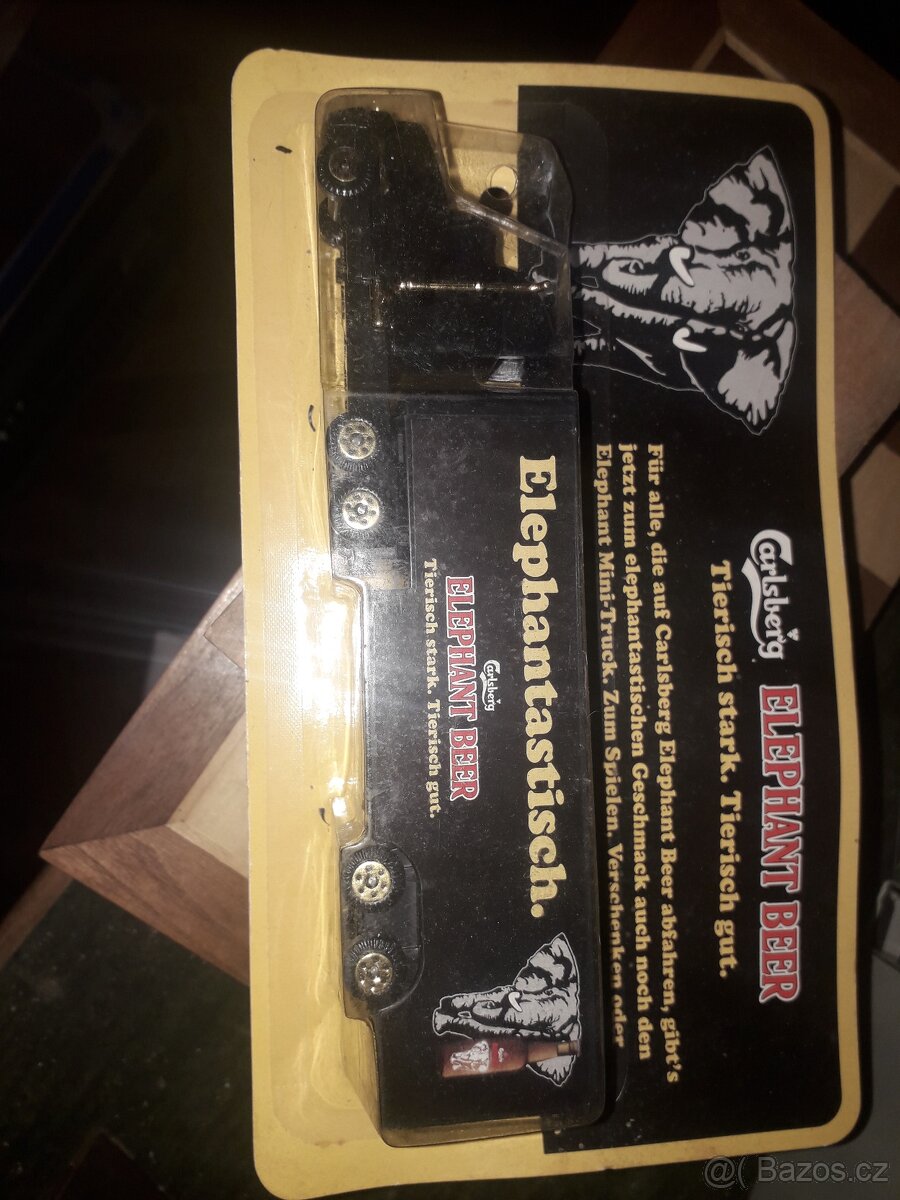 Carlsberg ELEPHANT BEER
Tierisch stark. Tierisch gut.
Für alle, die auf Carlsberg Elephant Beer abfahren, gibt's
jetzt zum elephantastischen Geschmack auch noch den
Elephant Mini-Truck. Zum Spielen, Verschenken oder
Elephantastisch.
Carlsberg
ELEPHANT BEER
Tierisch stark. Tierisch gut.
@( Bazos.cz